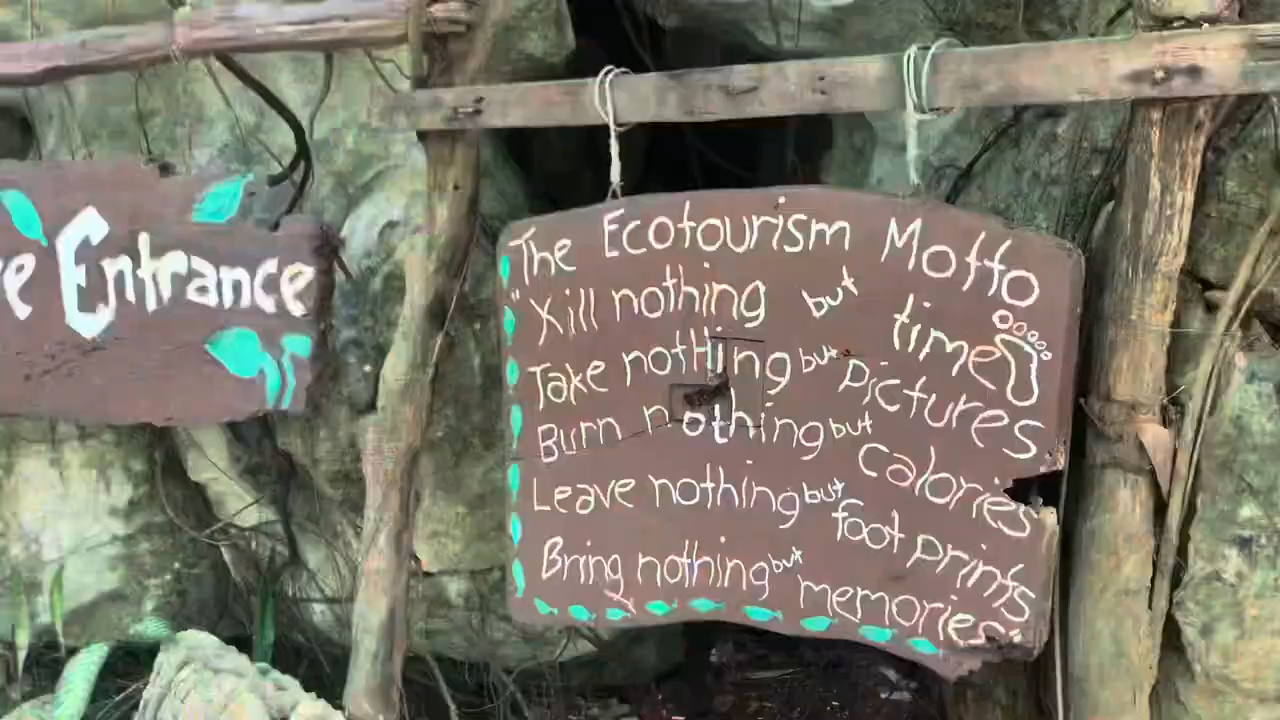 e Entrance
The Ecotourism Motto
"Kill nothing but time
Take nothing but Pictures
Burn nothing but calories
Leave nothing but foot prints
Bring nothing but memories"